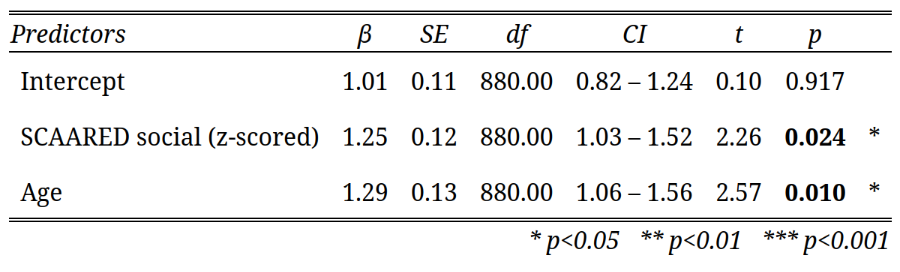 Predictors β SE df CI t p
Intercept 1.01 0.11 880.00 0.82 – 1.24 0.10 0.917
SCAARED social (z-scored) 1.25 0.12 880.00 1.03 – 1.52 2.26 0.024 *
Age 1.29 0.13 880.00 1.06 – 1.56 2.57 0.010 *
* p<0.05 ** p<0.01 *** p<0.001